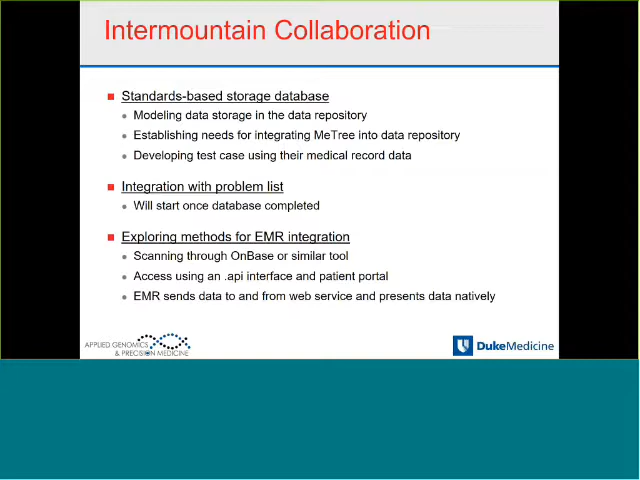 Intermountain Collaboration
Standards-based storage database
Modeling data storage in the data repository
Establishing needs for integrating MeTree into data repository
Developing test case using their medical record data
Integration with problem list
Will start once database completed
Exploring methods for EMR integration
Scanning through OnBase or similar tool
Access using an .api interface and patient portal
EMR sends data to and from web service and presents data natively
APPLIED GENOMICS
& PRECISION MEDICINE
DukeMedicine